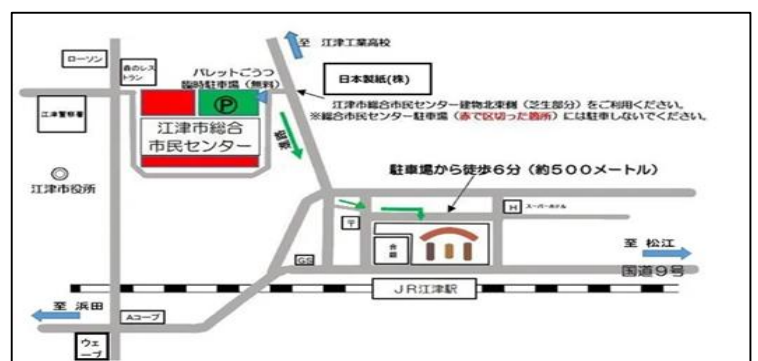 至 江津工業高校
ローソン
森のレス
トラン
パレットごうつ
臨時駐車場（無料）
日本製紙(株)
P
江津市総合市民センター建物北東側（芝生部分）をご利用ください。
※総合市民センター駐車場（赤で区切った箇所）には駐車しないでください。
江津警察署
江津市総合
市民センター
江津市役所
駐車場から徒歩6分（約500メートル）
〒
H
スーパーホテル
至 松江
国道9号
GS
JR江津駅
至 浜田
Aコープ
ウェ
ーブ